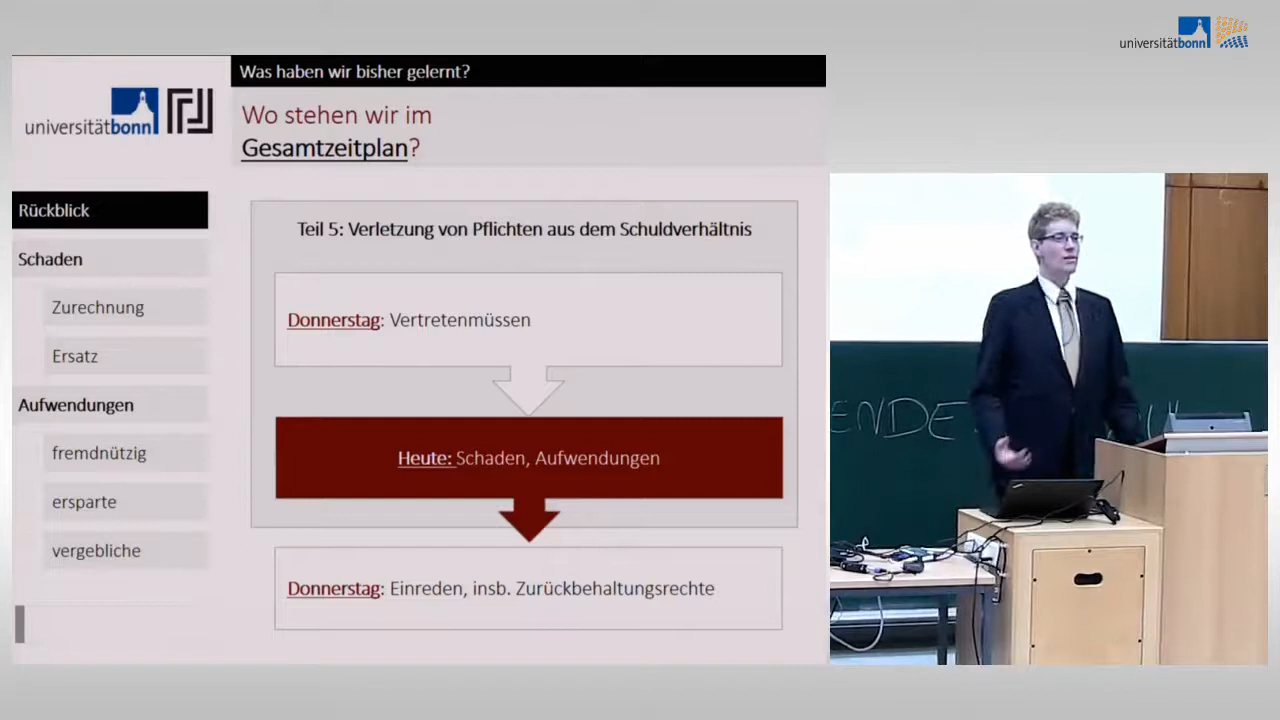 universitätbonn
Was haben wir bisher gelernt?
universitätbonn
Wo stehen wir im
Gesamtzeitplan?
Rückblick
Schaden
Zurechnung
Ersatz
Aufwendungen
fremdnützig
ersparte
vergebliche
Teil 5: Verletzung von Pflichten aus dem Schuldverhältnis
Donnerstag: Vertretenmüssen
Heute: Schaden, Aufwendungen
Donnerstag: Einreden, insb. Zurückbehaltungsrechte
ENDE